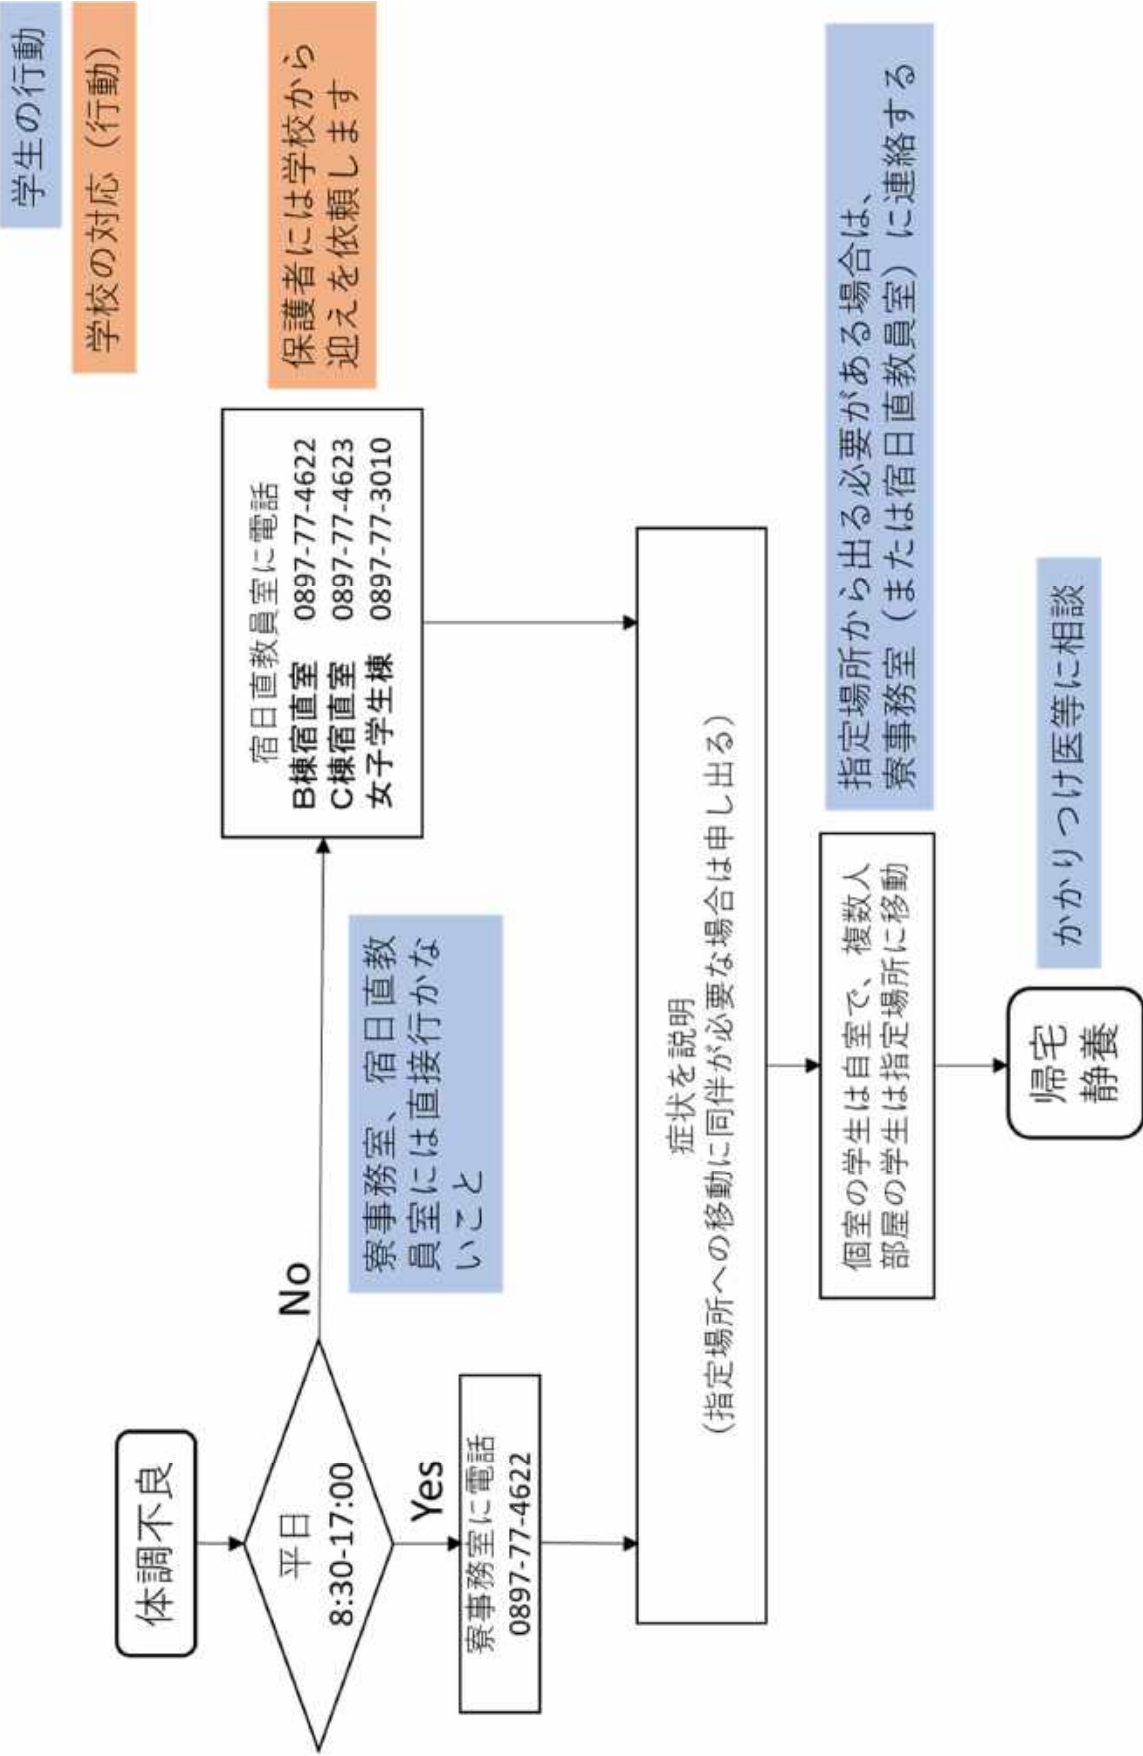 学生の行動
学校の対応（行動）
体調不良
平日
8:30-17:00
No
Yes
寮事務室に電話
0897-77-4622
宿日直教員室に電話
B棟宿直室 0897-77-4622
C棟宿直室 0897-77-4623
女子学生棟 0897-77-3010
保護者には学校から
迎えを依頼します
寮事務室、宿日直教
員室には直接行かな
いこと
症状を説明
（指定場所への移動に同伴が必要な場合は申し出る）
個室の学生は自室で、複数人
部屋の学生は指定場所に移動
指定場所から出る必要がある場合は、
寮事務室（または宿日直教員室）に連絡する
帰宅
静養
かかりつけ医等に相談